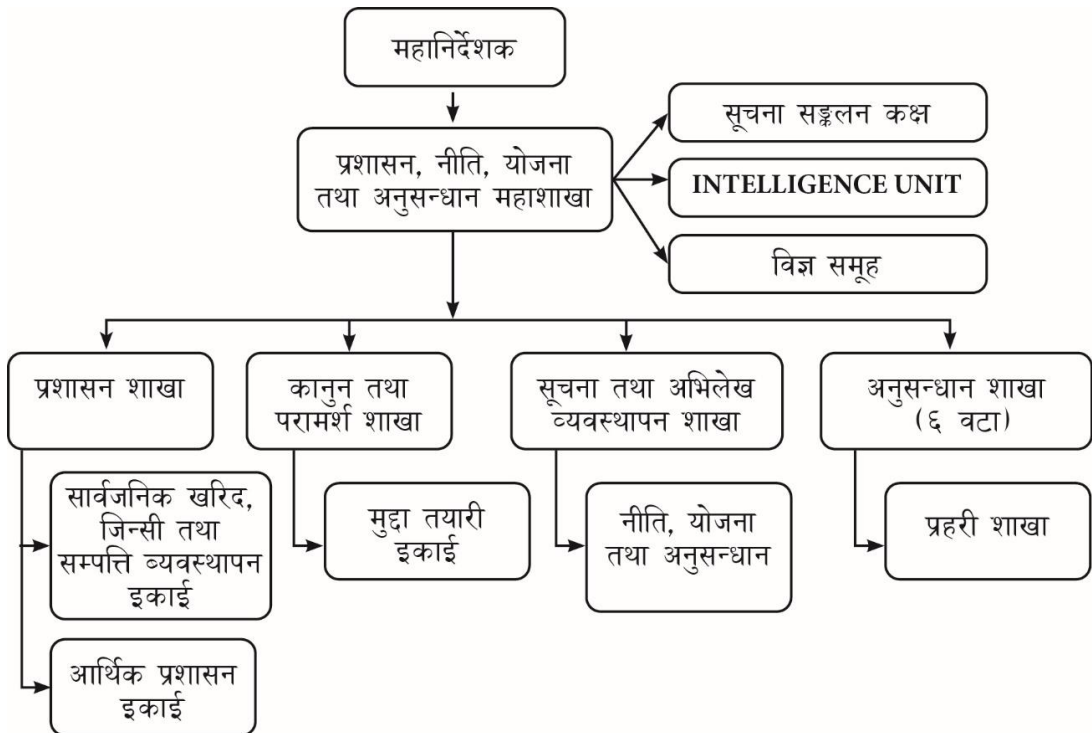 महानिर्देशक
प्रशासन, नीति, योजना
तथा अनुसन्धान महाशाखा
सूचना सङ्कलन कक्ष
INTELLIGENCE UNIT
विज्ञ समूह
प्रशासन शाखा
कानुन तथा
परामर्श शाखा
सूचना तथा अभिलेख
व्यवस्थापन शाखा
अनुसन्धान शाखा
(६ वटा)
सार्वजनिक खरिद,
जिन्सी तथा
सम्पत्ति व्यवस्थापन
इकाई
आर्थिक प्रशासन
इकाई
मुद्दा तयारी
इकाई
नीति, योजना
तथा अनुसन्धान
प्रहरी शाखा